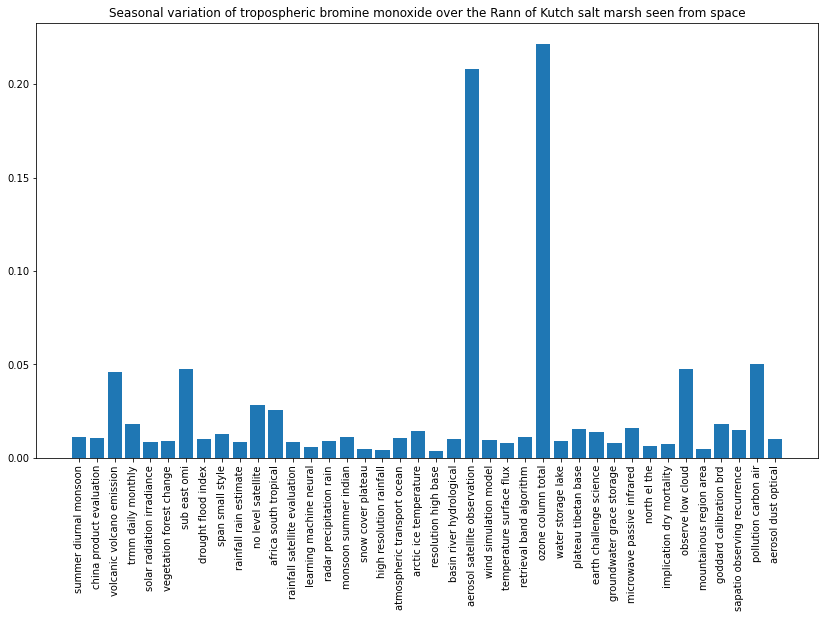 Seasonal variation of tropospheric bromine monoxide over the Rann of Kutch salt marsh seen from space
0.20
0.15
0.10
0.05
0.00
summer diurnal monsoon
china product evaluation
volcanic volcano emission
trmm daily monthly
solar radiation irradiance
vegetation forest change
sub east omi
drought flood index
span small style
rainfall rain estimate
no level satellite
africa south tropical
rainfall satellite evaluation
learning machine neural
radar precipitation rain
monsoon summer indian
snow cover plateau
high resolution rainfall
atmospheric transport ocean
arctic ice temperature
resolution high base
basin river hydrological
aerosol satellite observation
wind simulation model
temperature surface flux
retrieval band algorithm
ozone column total
water storage lake
plateau tibetan base
earth challenge science
groundwater grace storage
microwave passive infrared
north el the
implication dry mortality
observe low cloud
mountainous region area
goddard calibration brd
sapatio observing recurrence
pollution carbon air
aerosol dust optical